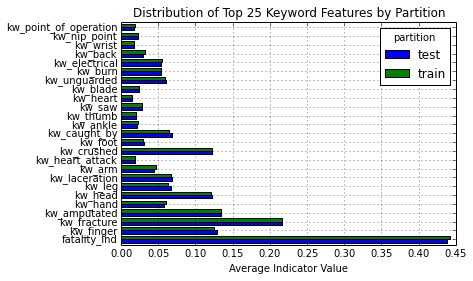 Distribution of Top 25 Keyword Features by Partition
kw_point_of_operation
kw_nip_point
kw_wrist
kw_back
kw_electrical
kw_burn
kw_unguarded
kw_blade
kw_heart
kw_saw
kw_thumb
kw_ankle
kw_caught_by
kw_foot
kw_crushed
kw_heart_attack
kw_arm
kw_laceration
kw_leg
kw_head
kw_hand
kw_amputated
kw_fracture
kw_finger
fatality_ind
partition
test
train
0.00 0.05 0.10 0.15 0.20 0.25 0.30 0.35 0.40 0.45
Average Indicator Value